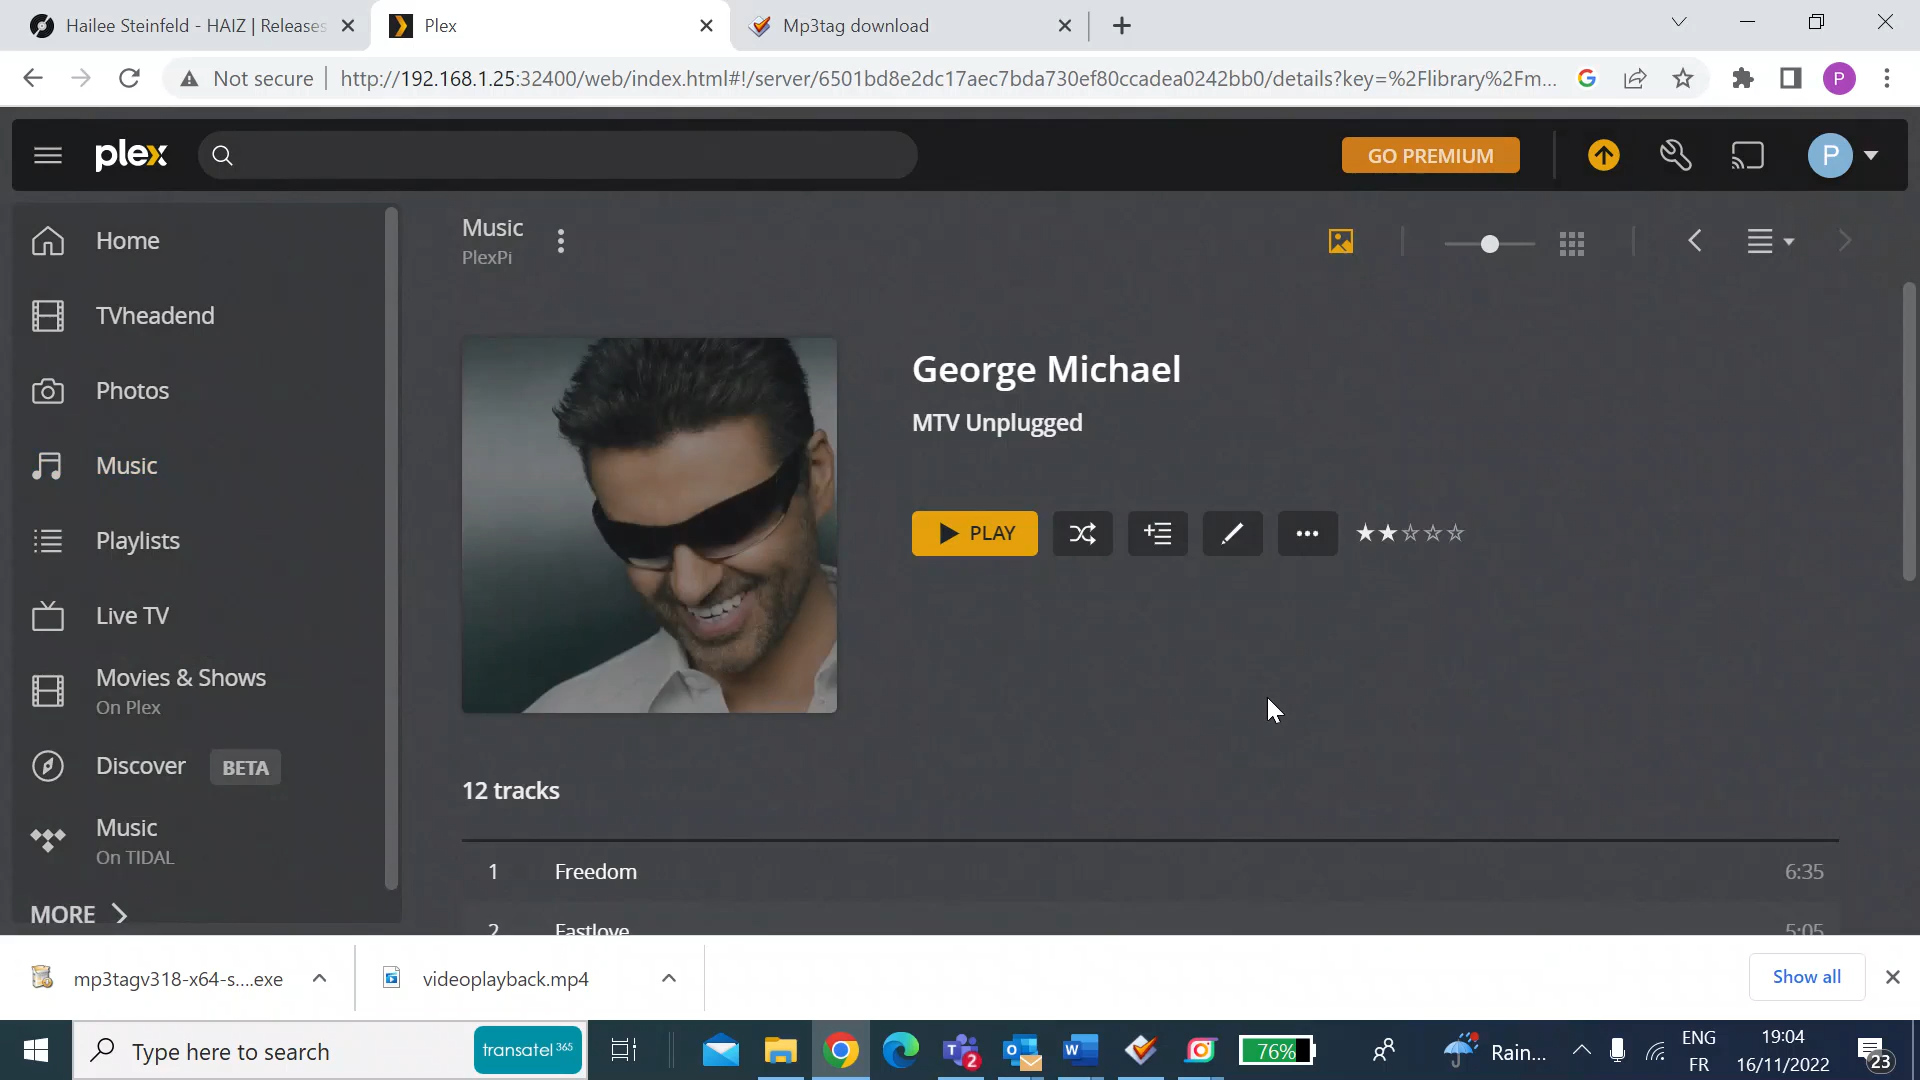 Hailee Steinfeld - HAIZ | Releases
Plex
Mp3tag download
Not secure
http://192.168.1.25:32400/web/index.html#!/server/6501bd8e2dc17aec7bda730ef80ccadea0242bb0/details?key=%2Flibrary%2Fm...
P
plex
GO PREMIUM
P
Home
TVheadend
Photos
Music
Playlists
Live TV
Movies & Shows
On Plex
Discover
BETA
Music
On TIDAL
MORE
Music
PlexPi
George Michael
MTV Unplugged
PLAY
12 tracks
1 Freedom 6:35
2 Fastlove 5:05
mp3tagv318-x64-s....exe
videoplayback.mp4
Show all
Type here to search
transatel 365
2
76%
Rain...
ENG
FR
19:04
16/11/2022
23